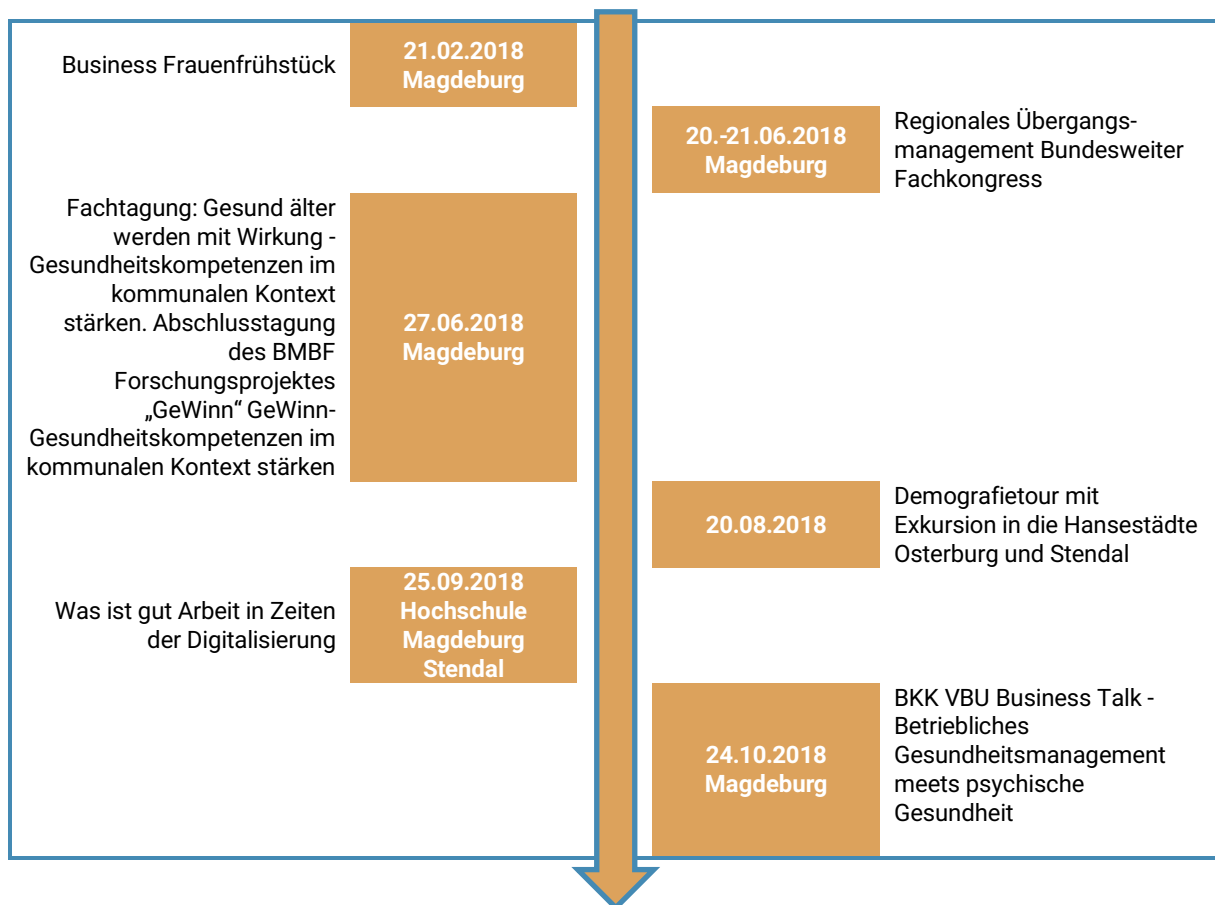 Business Frauenfrühstück
21.02.2018
Magdeburg
20.-21.06.2018
Magdeburg
Regionales Übergangs-
management Bundesweiter
Fachkongress
Fachtagung: Gesund älter
werden mit Wirkung -
Gesundheitskompetenzen im
kommunalen Kontext
stärken. Abschlusstagung
des BMBF
Forschungsprojektes
„GeWinn“ GeWinn-
Gesundheitskompetenzen im
kommunalen Kontext stärken
27.06.2018
Magdeburg
20.08.2018
Demografietour mit
Exkursion in die Hansestädte
Osterburg und Stendal
Was ist gut Arbeit in Zeiten
der Digitalisierung
25.09.2018
Hochschule
Magdeburg
Stendal
24.10.2018
Magdeburg
BKK VBU Business Talk -
Betriebliches
Gesundheitsmanagement
meets psychische
Gesundheit